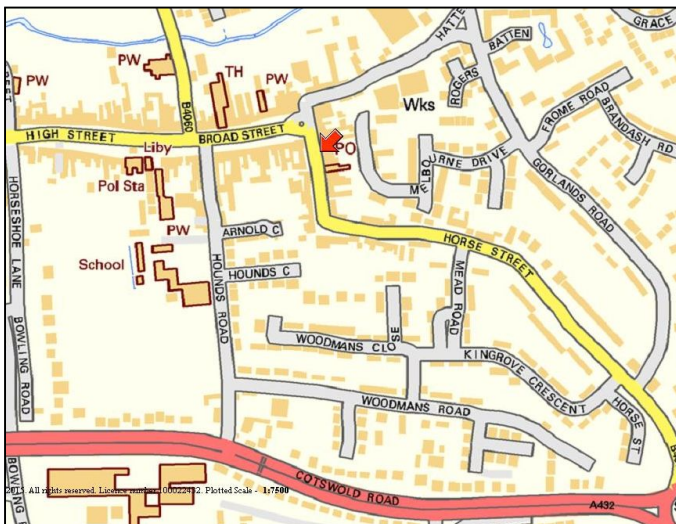 GRACE
HATTE
BATTEN
ROGERS
PW
PW
TH
PW
Wks
B4060
FROME ROAD
BRANDASH RD
HIGH STREET
BROAD STREET
Liby
PO
MELBOURNE DRIVE
GORLANDS ROAD
Pol Sta
HORSESHOE LANE
PW
ARNOLD C
HORSE STREET
School
HOUNDS C
HOUNDS ROAD
MEAD ROAD
BOWLING ROAD
WOODMANS CLOSE
KINGROVE CRESCENT
WOODMANS ROAD
HORSE ST
BOWLING
COTSWOLD ROAD
A432
All rights reserved. Licence number 100022432. Plotted Scale - 1:7500